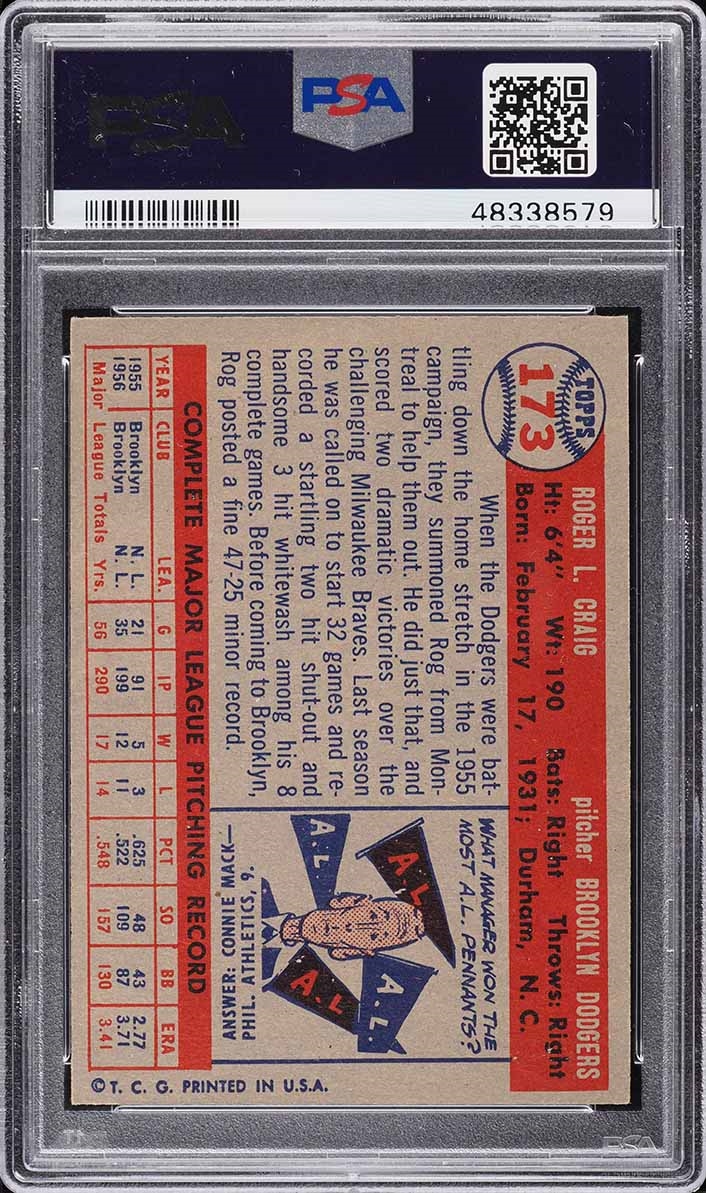 PSA
PSA
48338579
TOPPS
173
ROGER L. CRAIG pitcher BROOKLYN DODGERS
Ht: 6'4" Wt: 190 Bats: Right Throws: Right
Born: February 17, 1931; Durham, N. C.
When the Dodgers were bat-
tling down the home stretch in the 1955
campaign, they summoned Rog from Mon-
treal to help them out. He did just that, and
scored two dramatic victories over the
challenging Milwaukee Braves. Last season
he was called on to start 32 games and re-
corded a startling two hit shut-out and
handsome 3 hit whitewash among his 8
complete games. Before coming to Brooklyn,
Rog posted a fine 47-25 minor record.
WHAT MANAGER WON THE
MOST A.L. PENNANTS?
A.L
A.L.
A.L
A.L
ANSWER: CONNIE MACK—
PHIL. ATHLETICS, 9.
COMPLETE MAJOR LEAGUE PITCHING RECORD
YEAR CLUB LEA. G IP W L PCT SO BB ERA
1955 Brooklyn N. L. 21 91 5 3 .625 48 43 2.77
1956 Brooklyn N. L. 35 199 12 11 .522 109 87 3.71
Major League Totals Yrs. 56 290 17 14 .548 157 130 3.41
©T. C. G. PRINTED IN U.S.A.
PSA